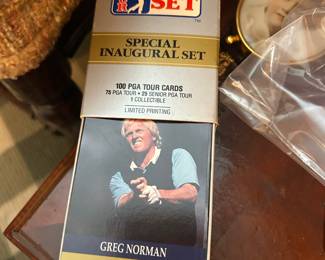 SET
TM
SPECIAL
INAUGURAL SET
100 PGA TOUR CARDS
75 PGA TOUR • 25 SENIOR PGA TOUR
1 COLLECTIBLE
LIMITED PRINTING
GREG NORMAN